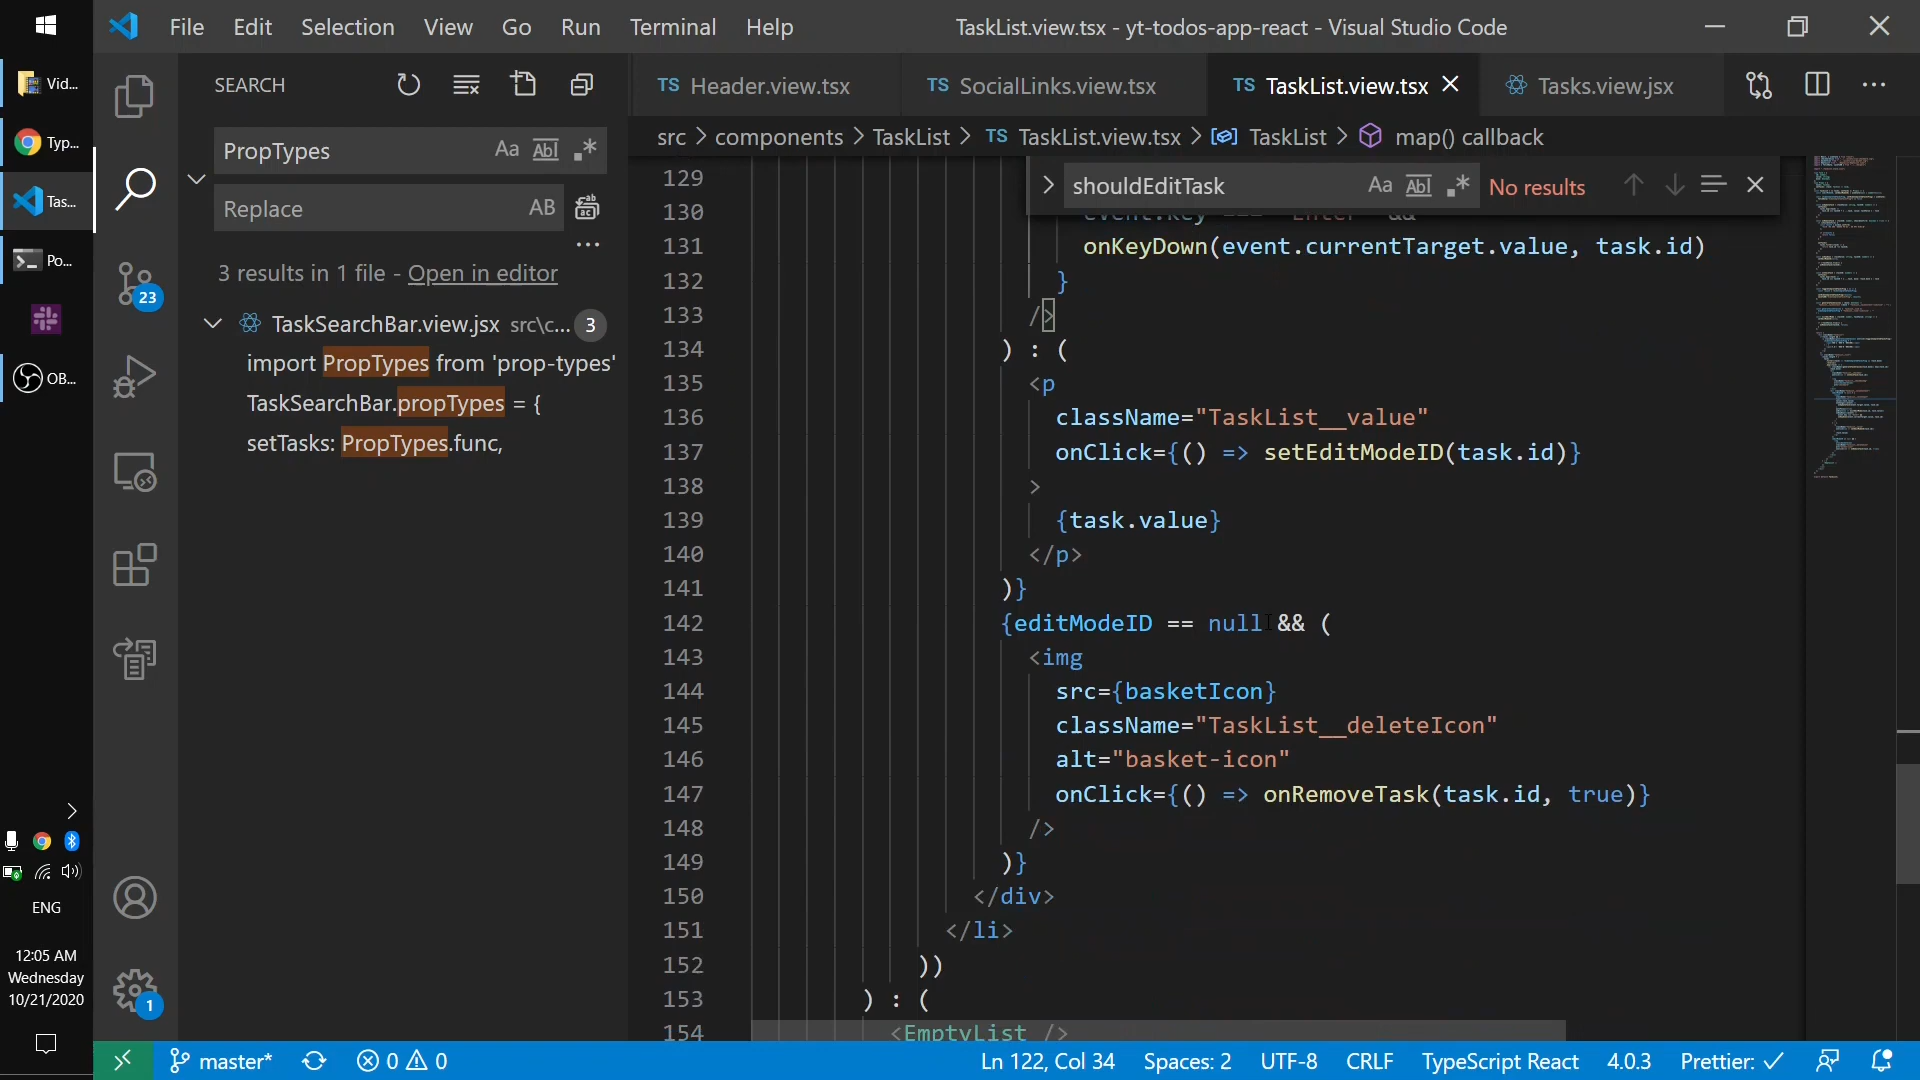 File Edit Selection View Go Run Terminal Help
TaskList.view.tsx - yt-todos-app-react - Visual Studio Code
Vid...
Typ...
Tas...
Po...
OB...
ENG
12:05 AM
Wednesday
10/21/2020
23
1
SEARCH
PropTypes
Aa Abl .*
Replace
AB
3 results in 1 file - Open in editor
TaskSearchBar.view.jsx src\c... 3
import PropTypes from 'prop-types'
TaskSearchBar.propTypes = {
setTasks: PropTypes.func,
TS Header.view.tsx TS SocialLinks.view.tsx TS TaskList.view.tsx Tasks.view.jsx
src > components > TaskList > TS TaskList.view.tsx > TaskList > map() callback
shouldEditTask Aa Abl .* No results
129
130 event.key === "Enter" &&
131 onKeyDown(event.currentTarget.value, task.id)
132 }
133 />
134 ) : (
135 <p
136 className="TaskList__value"
137 onClick={() => setEditModeID(task.id)}
138 >
139 {task.value}
140 </p>
141 )}
142 {editModeID == null && (
143 <img
144 src={basketIcon}
145 className="TaskList__deleteIcon"
146 alt="basket-icon"
147 onClick={() => onRemoveTask(task.id, true)}
148 />
149 )}
150 </div>
151 </li>
152 ))
153 ) : (
154 <EmptyList />
master* 0 0 Ln 122, Col 34 Spaces: 2 UTF-8 CRLF TypeScript React 4.0.3 Prettier: ✓